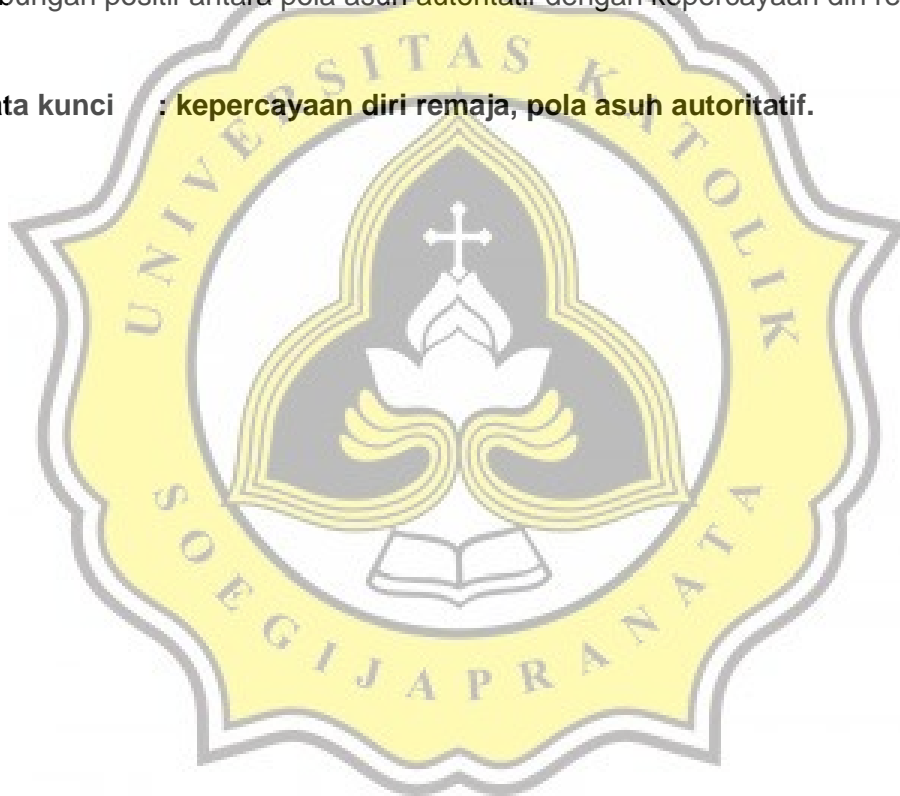 bungan positif antara pola asuh autoritatif dengan kepercayaan diri re
ata kunci : kepercayaan diri remaja, pola asuh autoritatif.
UNIVERSITAS KATOLIK
SOEGIJAPRANATA